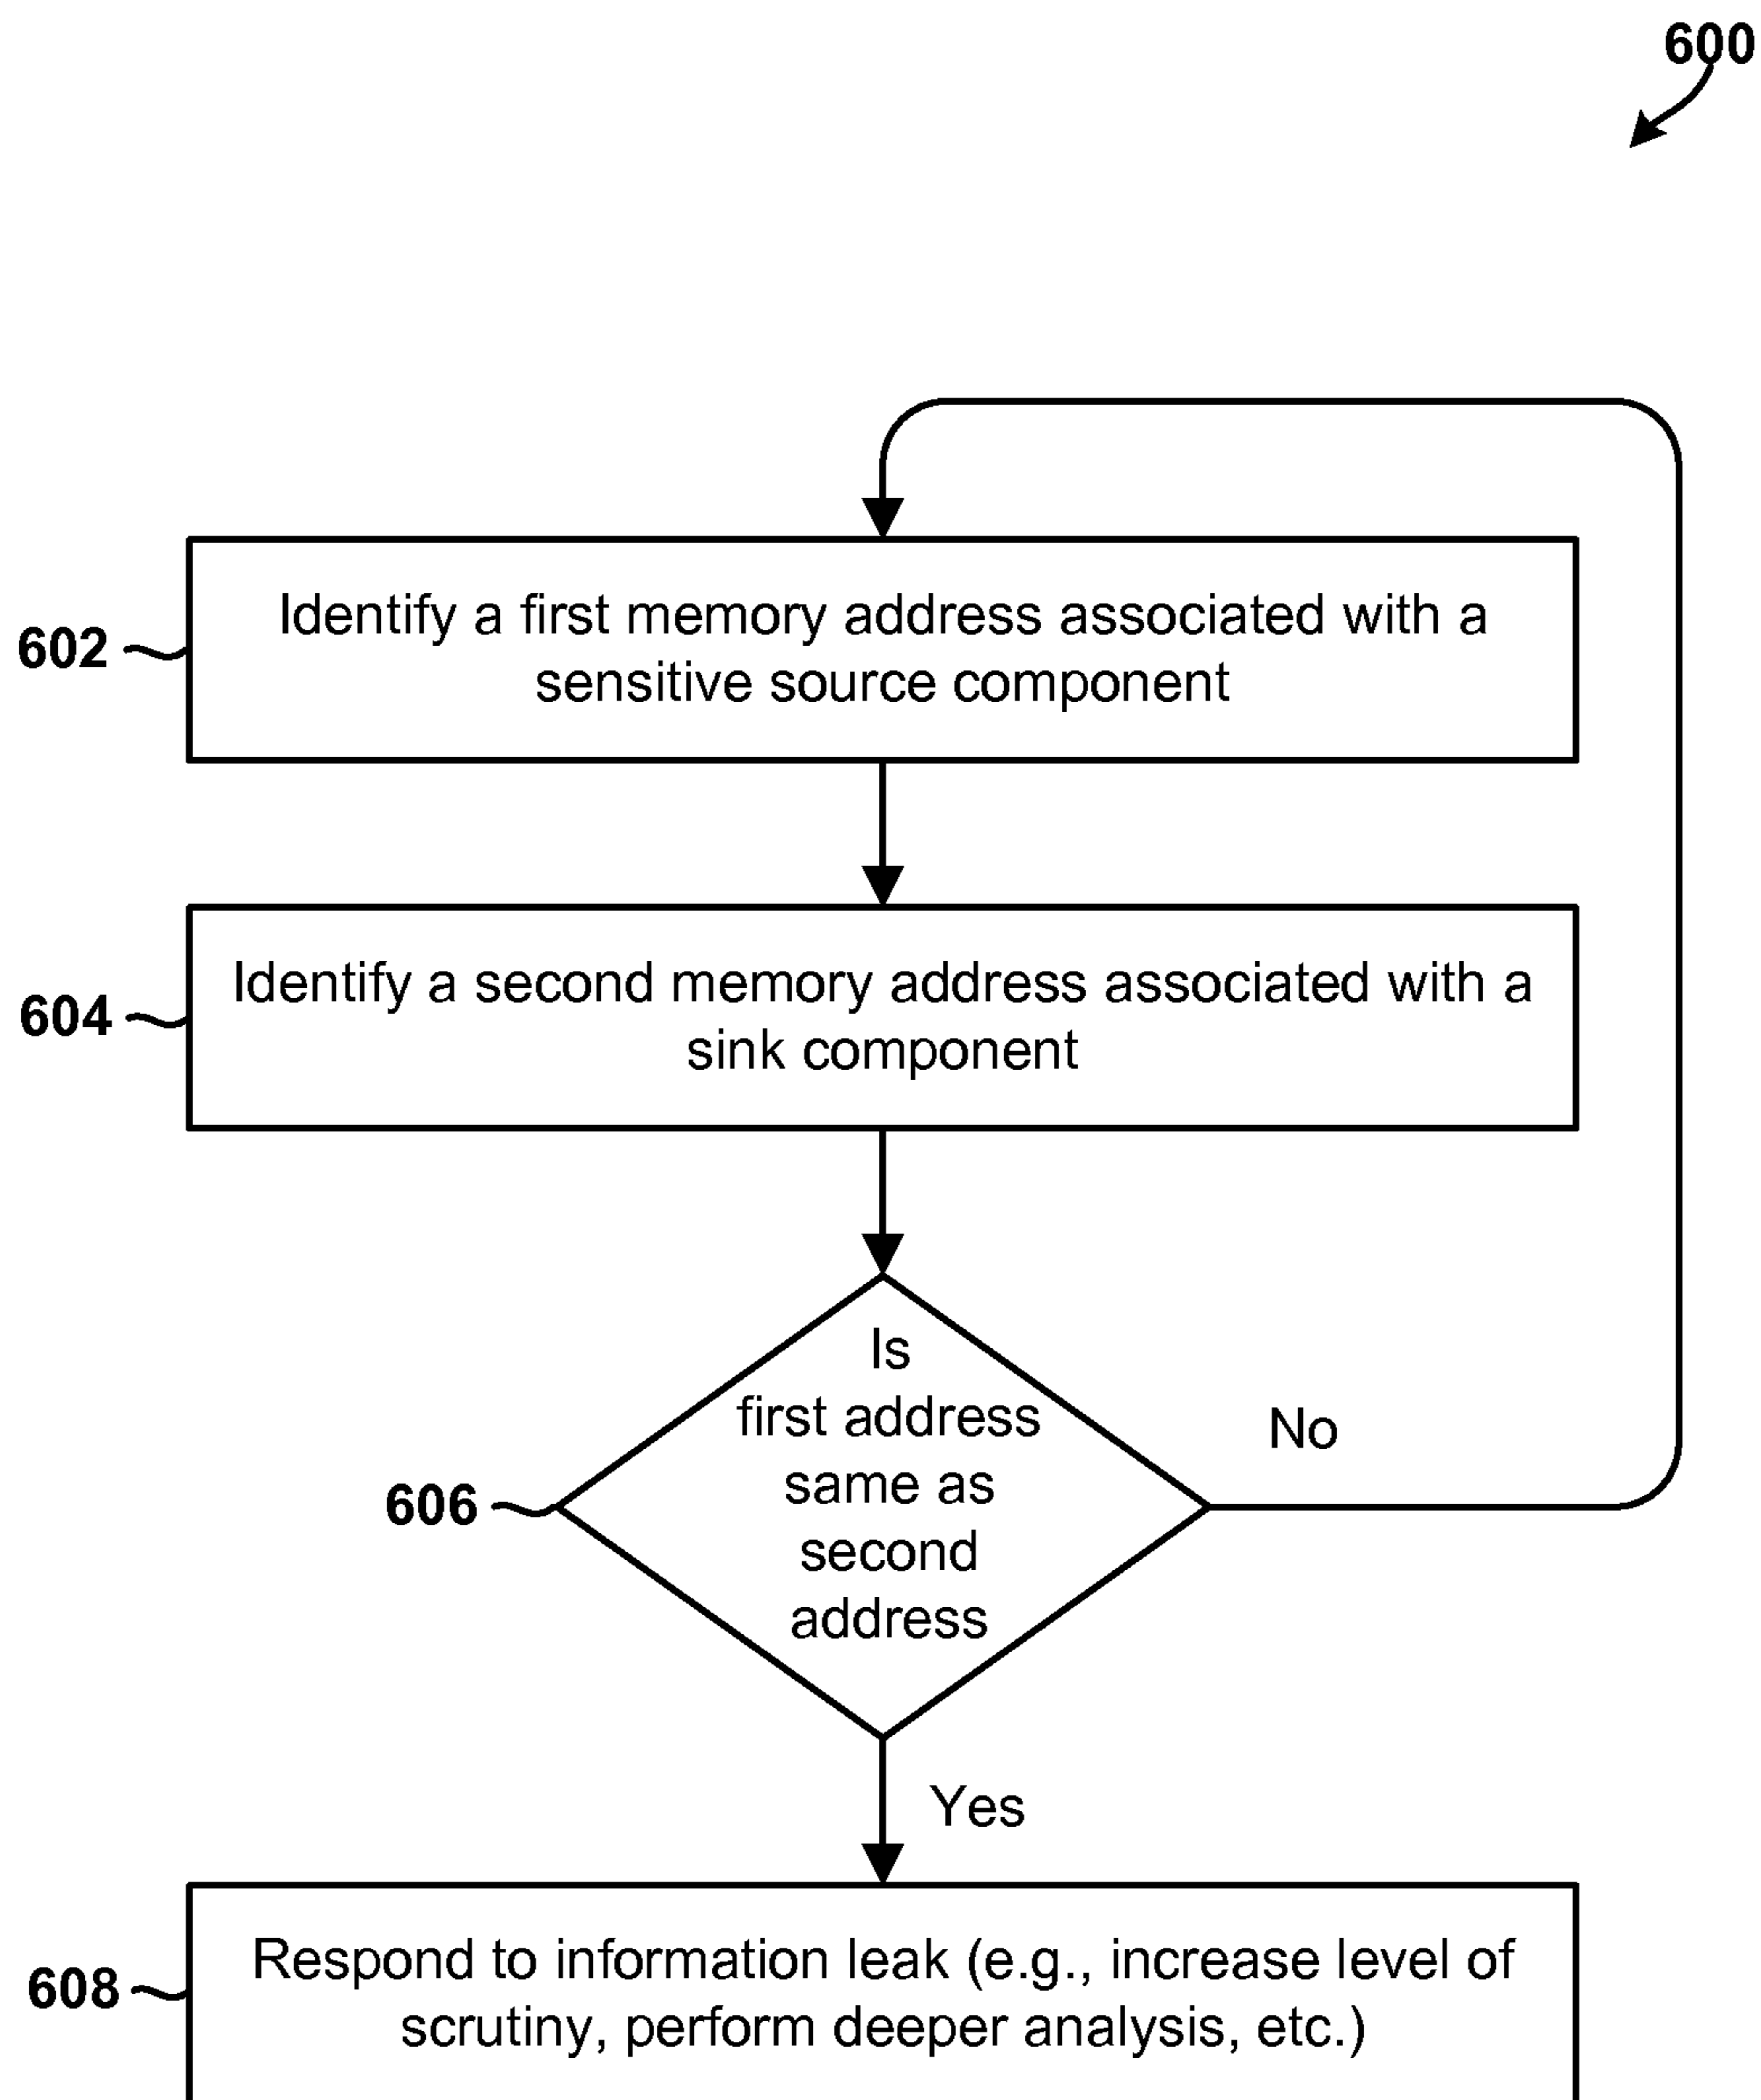 600
602
Identify a first memory address associated with a
sensitive source component
604
Identify a second memory address associated with a
sink component
606
Is
first address
same as
second
address
No
Yes
608
Respond to information leak (e.g., increase level of
scrutiny, perform deeper analysis, etc.)